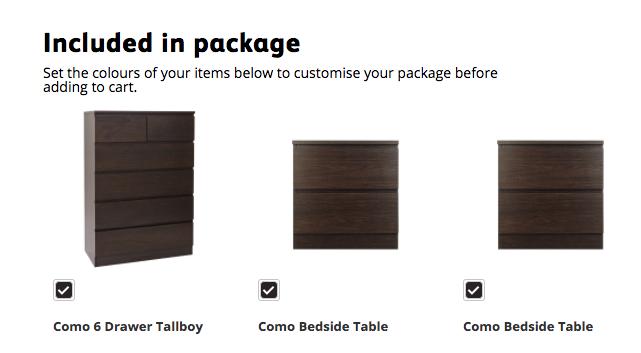 Included in package
Set the colours of your items below to customise your package before
adding to cart.
Como 6 Drawer Tallboy
Como Bedside Table
Como Bedside Table